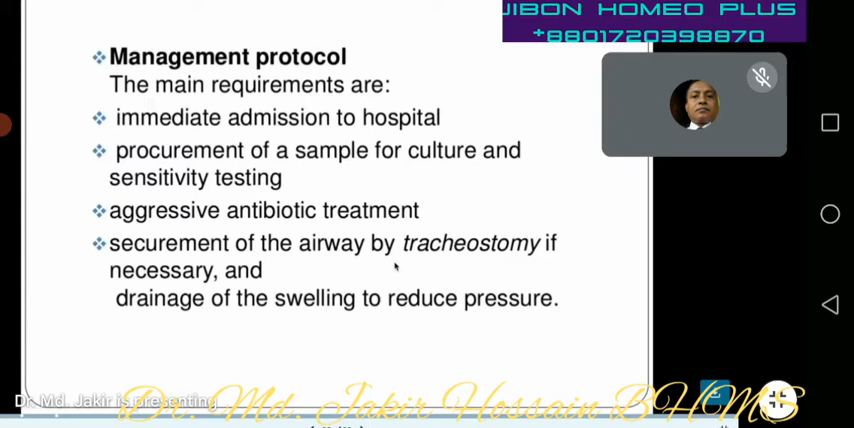 JIBON HOMEO PLUS
+8801720398870
Management protocol
The main requirements are:
immediate admission to hospital
procurement of a sample for culture and
sensitivity testing
aggressive antibiotic treatment
securement of the airway by tracheostomy if
necessary, and
drainage of the swelling to reduce pressure.
Dr. Md. Jakir is presenting
Dr. Md. Jakir Hossain BHMS